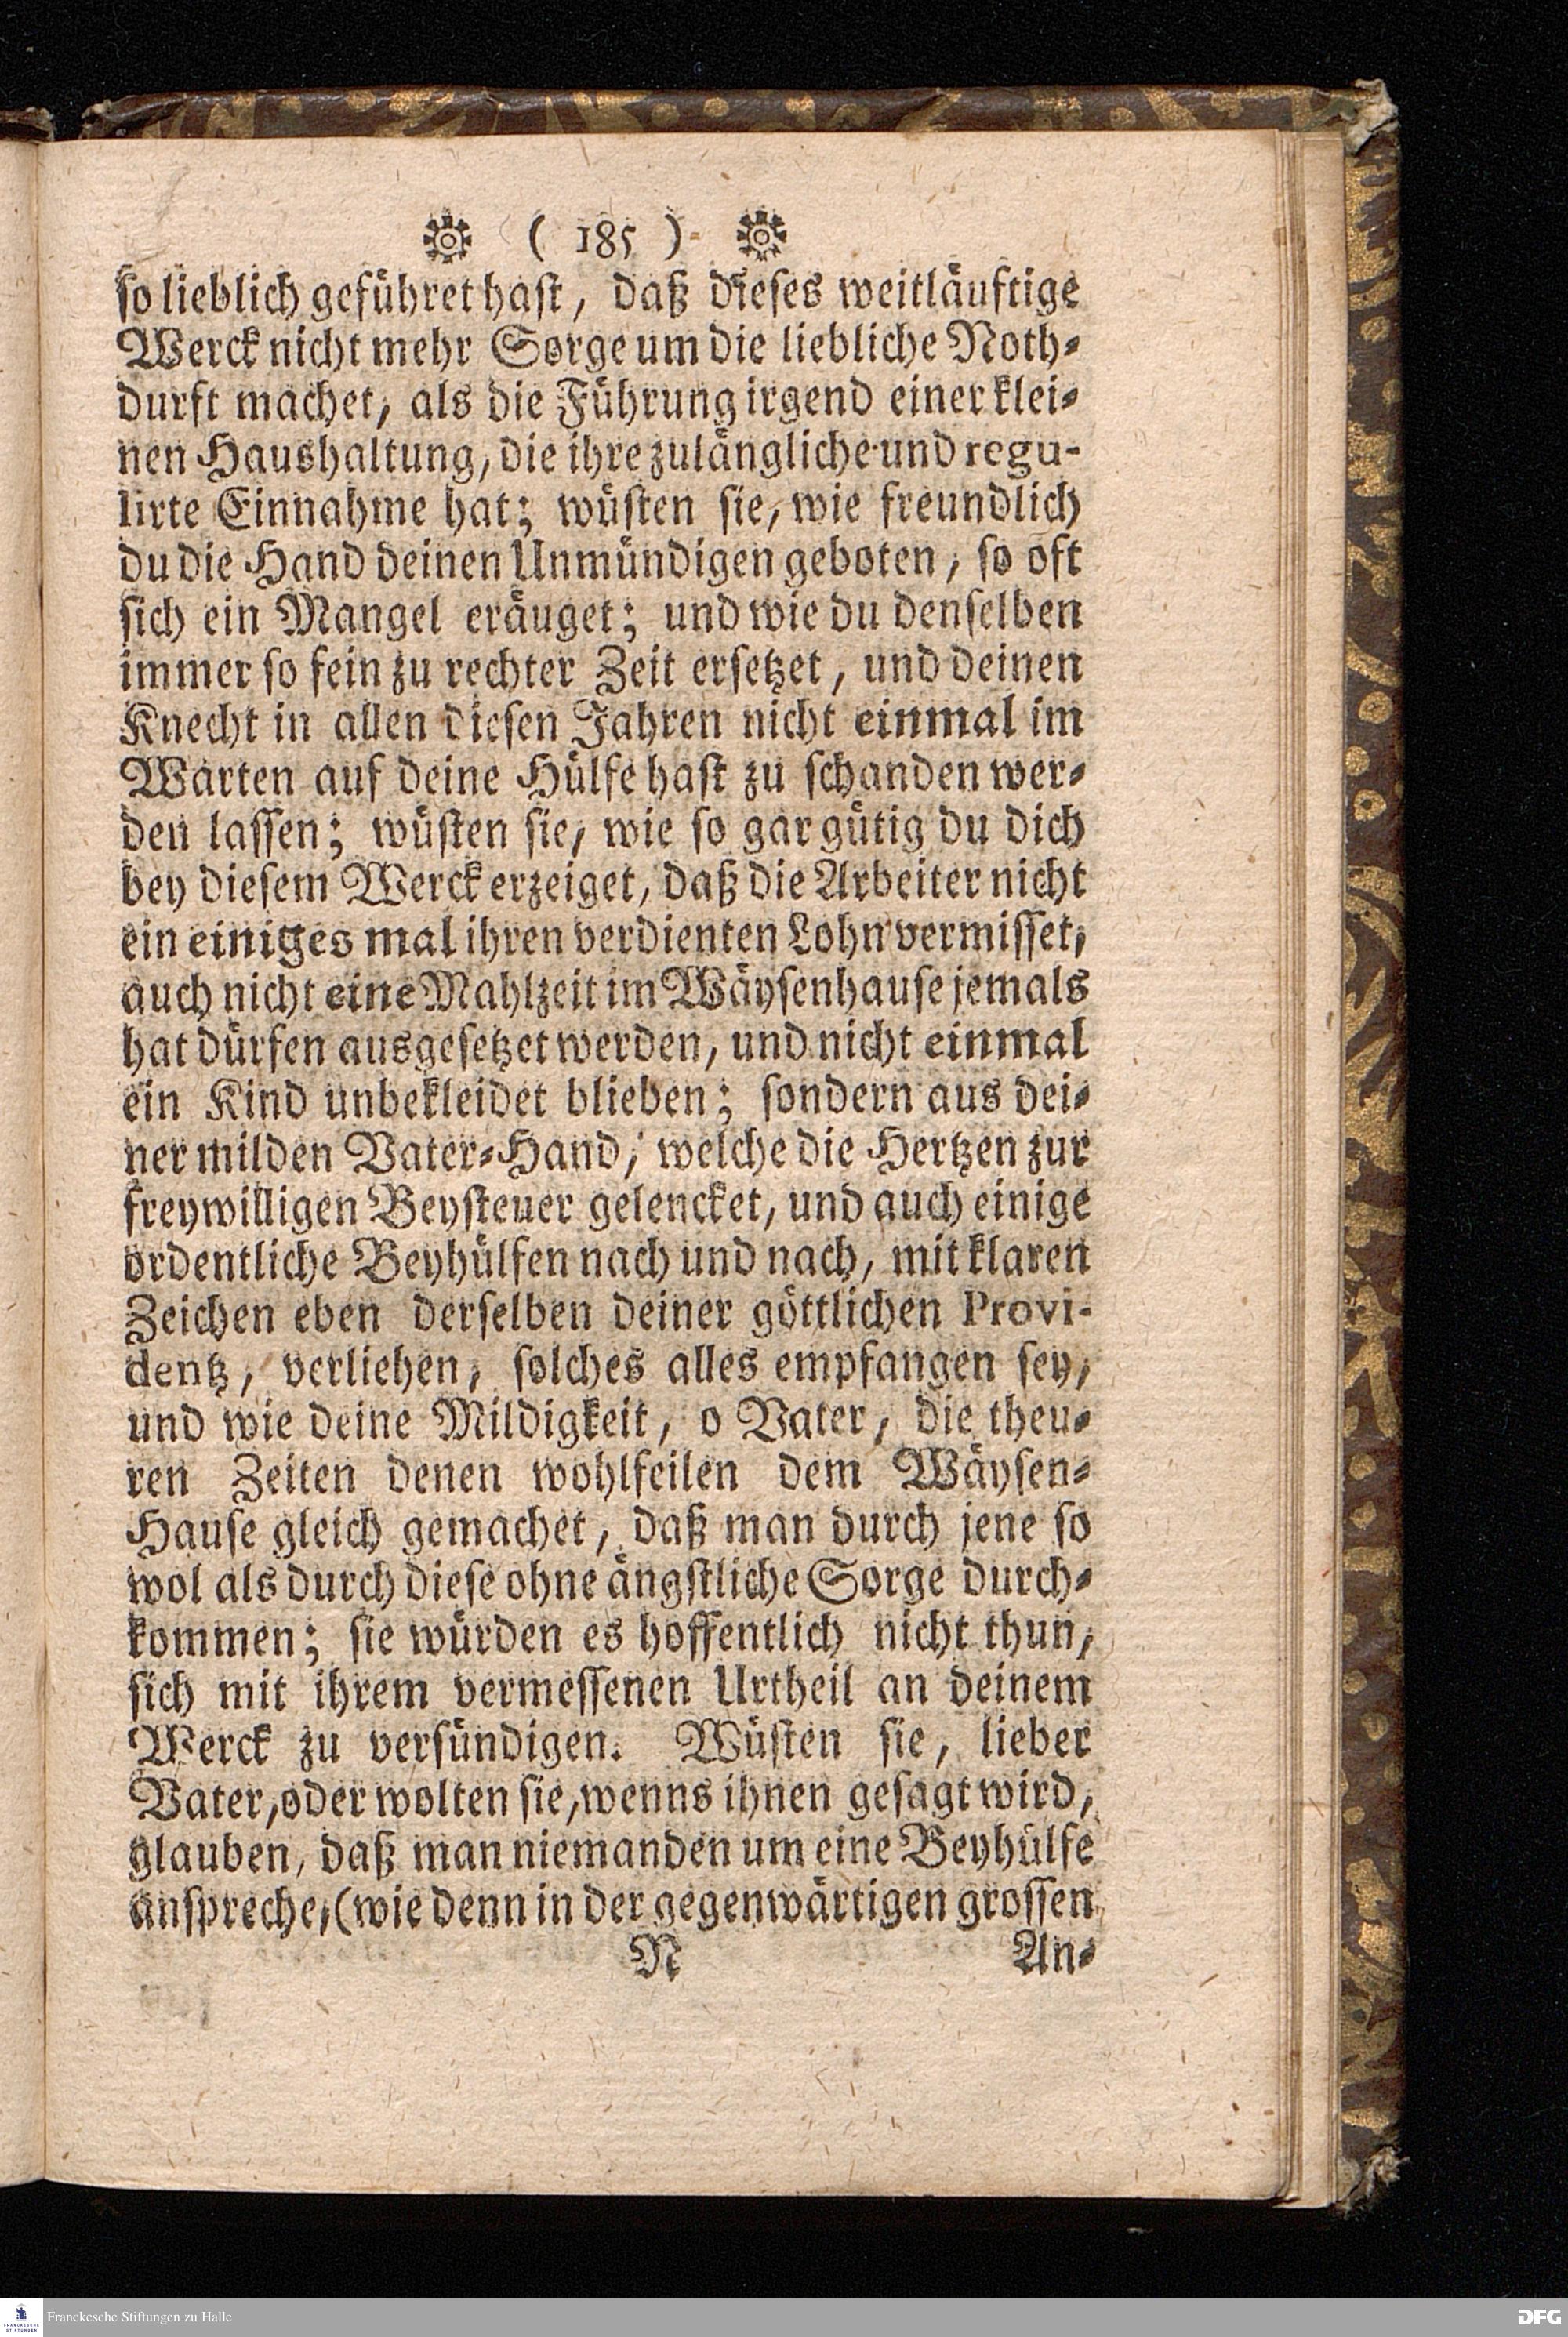 ( 185 )
so lieblich geführet hast, daß dieses weitläuftige
Werck nicht mehr Sorge um die liebliche Noth-
durft machet, als die Führung irgend einer klei-
nen Haushaltung, die ihre zulängliche und regu-
lirte Einnahme hat; wüsten sie, wie freundlich
du die Hand deinen Unmündigen geboten, so oft
sich ein Mangel eräuget; und wie du denselben
immer so fein zu rechter Zeit ersetzet, und deinen
Knecht in allen diesen Jahren nicht einmal im
Warten auf deine Hülfe hast zu schanden wer-
den lassen; wüsten sie, wie so gar gütig du dich
bey diesem Werck erzeiget, daß die Arbeiter nicht
ein einiges mal ihren verdienten Lohn vermisset,
auch nicht eine Mahlzeit im Wäysenhause jemals
hat dürfen ausgesetzet werden, und nicht einmal
ein Kind unbekleidet blieben; sondern aus dei-
ner milden Vater-Hand, welche die Hertzen zur
freywilligen Beysteuer gelencket, und auch einige
ordentliche Beyhülfen nach und nach, mit klaren
Zeichen eben derselben deiner göttlichen Provi-
dentz, verliehen, solches alles empfangen sey,
und wie deine Mildigkeit, o Vater, die theu-
ren Zeiten denen wohlfeilen dem Wäysen-
Hause gleich gemachet, daß man durch jene so
wol als durch diese ohne ängstliche Sorge durch-
kommen; sie würden es hoffentlich nicht thun,
sich mit ihrem vermessenen Urtheil an deinem
Werck zu versündigen. Wüsten sie, lieber
Vater, oder wolten sie, wenns ihnen gesagt wird,
glauben, daß man niemanden um eine Beyhülfe
anspreche, (wie denn in der gegenwärtigen grossen
N An-
Franckesche Stiftungen zu Halle
FRANCKESCHE STIFTUNGEN
DFG